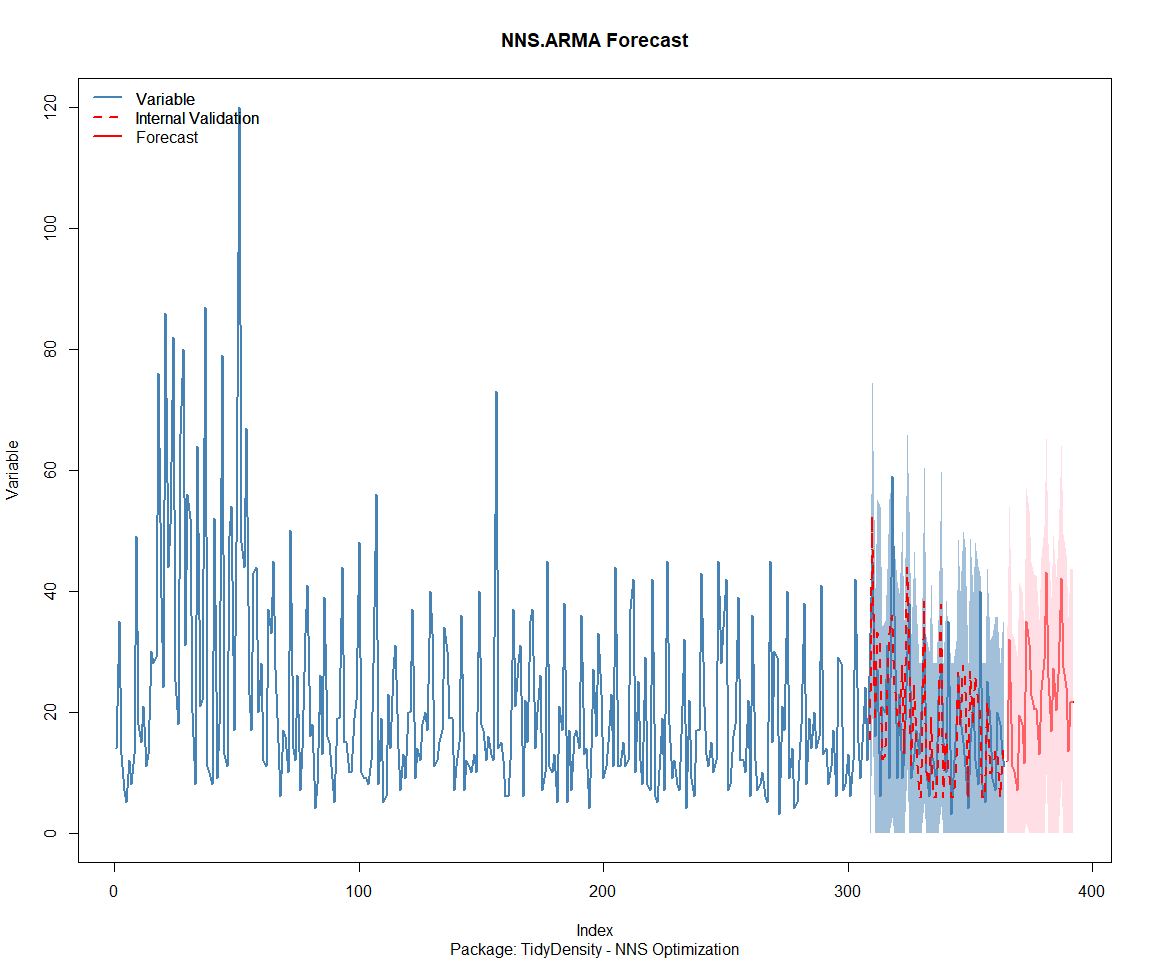 NNS.ARMA Forecast
Variable
Internal Validation
Forecast
Variable
120
100
80
60
40
20
0
0 100 200 300 400
Index
Package: TidyDensity - NNS Optimization